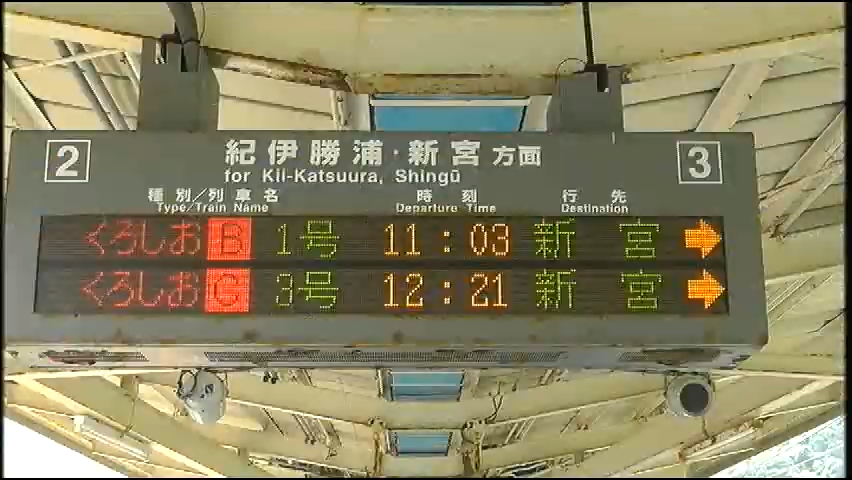 2 紀伊勝浦・新宮方面 3
for Kii-Katsuura, Shingū
種別/列車名 時刻 行先
Type/Train Name Departure Time Destination
くろしお B 1号 11:03 新宮 →
くろしお C 3号 12:21 新宮 →